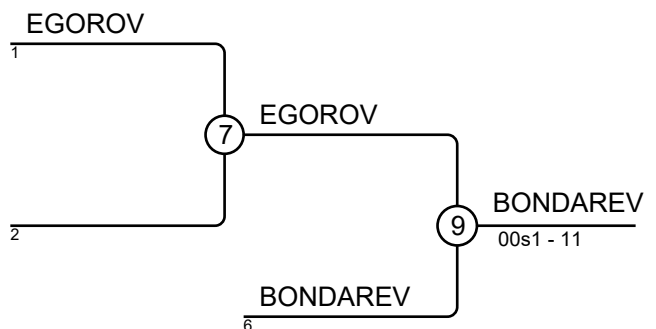 EGOROV
1
7
EGOROV
2
9
BONDAREV
00s1 - 11
BONDAREV
6